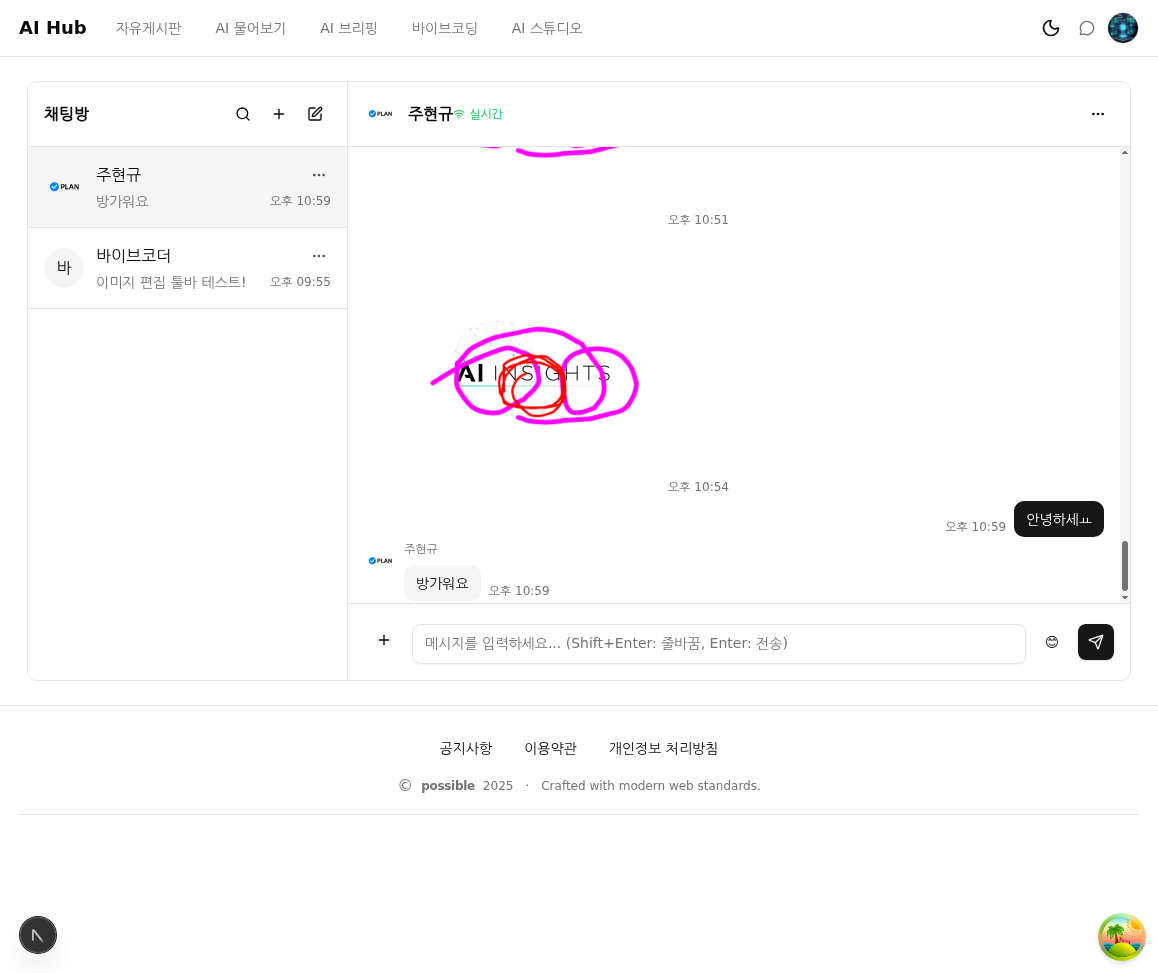 AI Hub 자유게시판 AI 물어보기 AI 브리핑 바이브코딩 AI 스튜디오
채팅방
PLAN 주현규 실시간
PLAN 주현규
방가워요 오후 10:59
바 바이브코더
이미지 편집 툴바 테스트! 오후 09:55
오후 10:51
AI INSIGHTS
오후 10:54
오후 10:59 안녕하세ㅛ
주현규
PLAN
방가워요 오후 10:59
메시지를 입력하세요... (Shift+Enter: 줄바꿈, Enter: 전송)
공지사항 이용약관 개인정보 처리방침
© possible 2025 · Crafted with modern web standards.